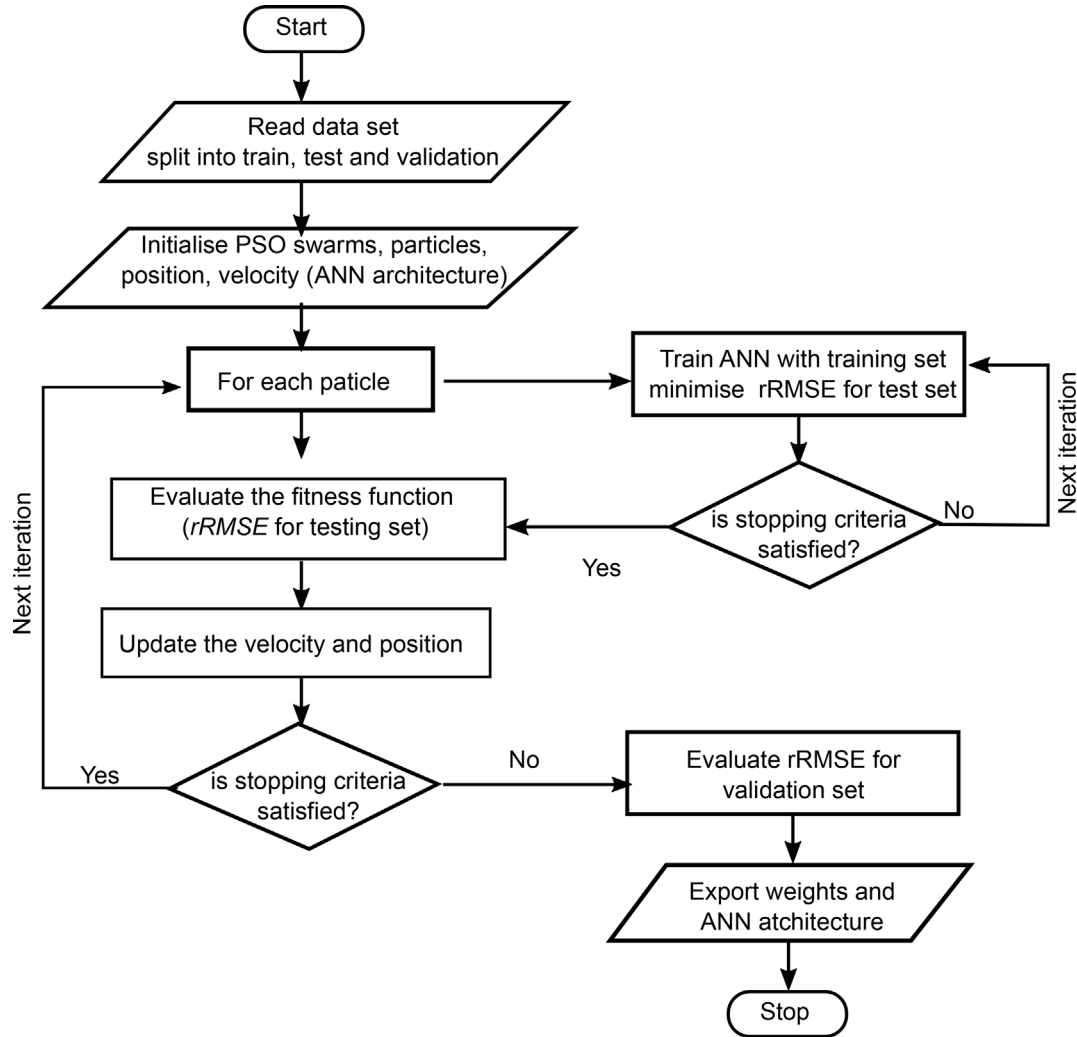 Start
Read data set
split into train, test and validation
Initialise PSO swarms, particles,
position, velocity (ANN architecture)
For each paticle
Train ANN with training set
minimise rRMSE for test set
Next iteration
Evaluate the fitness function
(rRMSE for testing set)
is stopping criteria
satisfied?
No
Yes
Next iteration
Update the velocity and position
is stopping criteria
satisfied?
Yes
No
Evaluate rRMSE for
validation set
Export weights and
ANN atchitecture
Stop